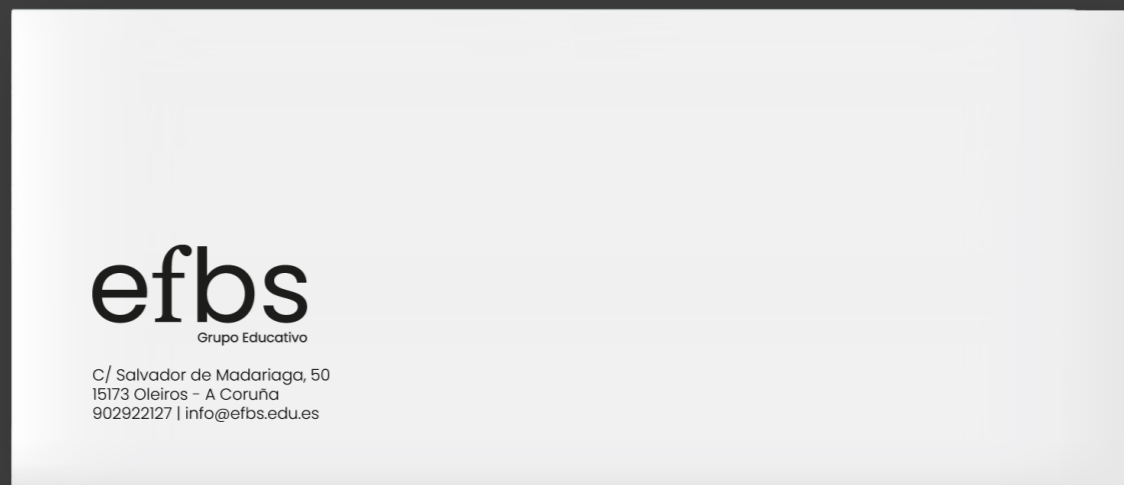 efbs
Grupo Educativo
C/ Salvador de Madariaga, 50
15173 Oleiros - A Coruña
902922127 | info@efbs.edu.es